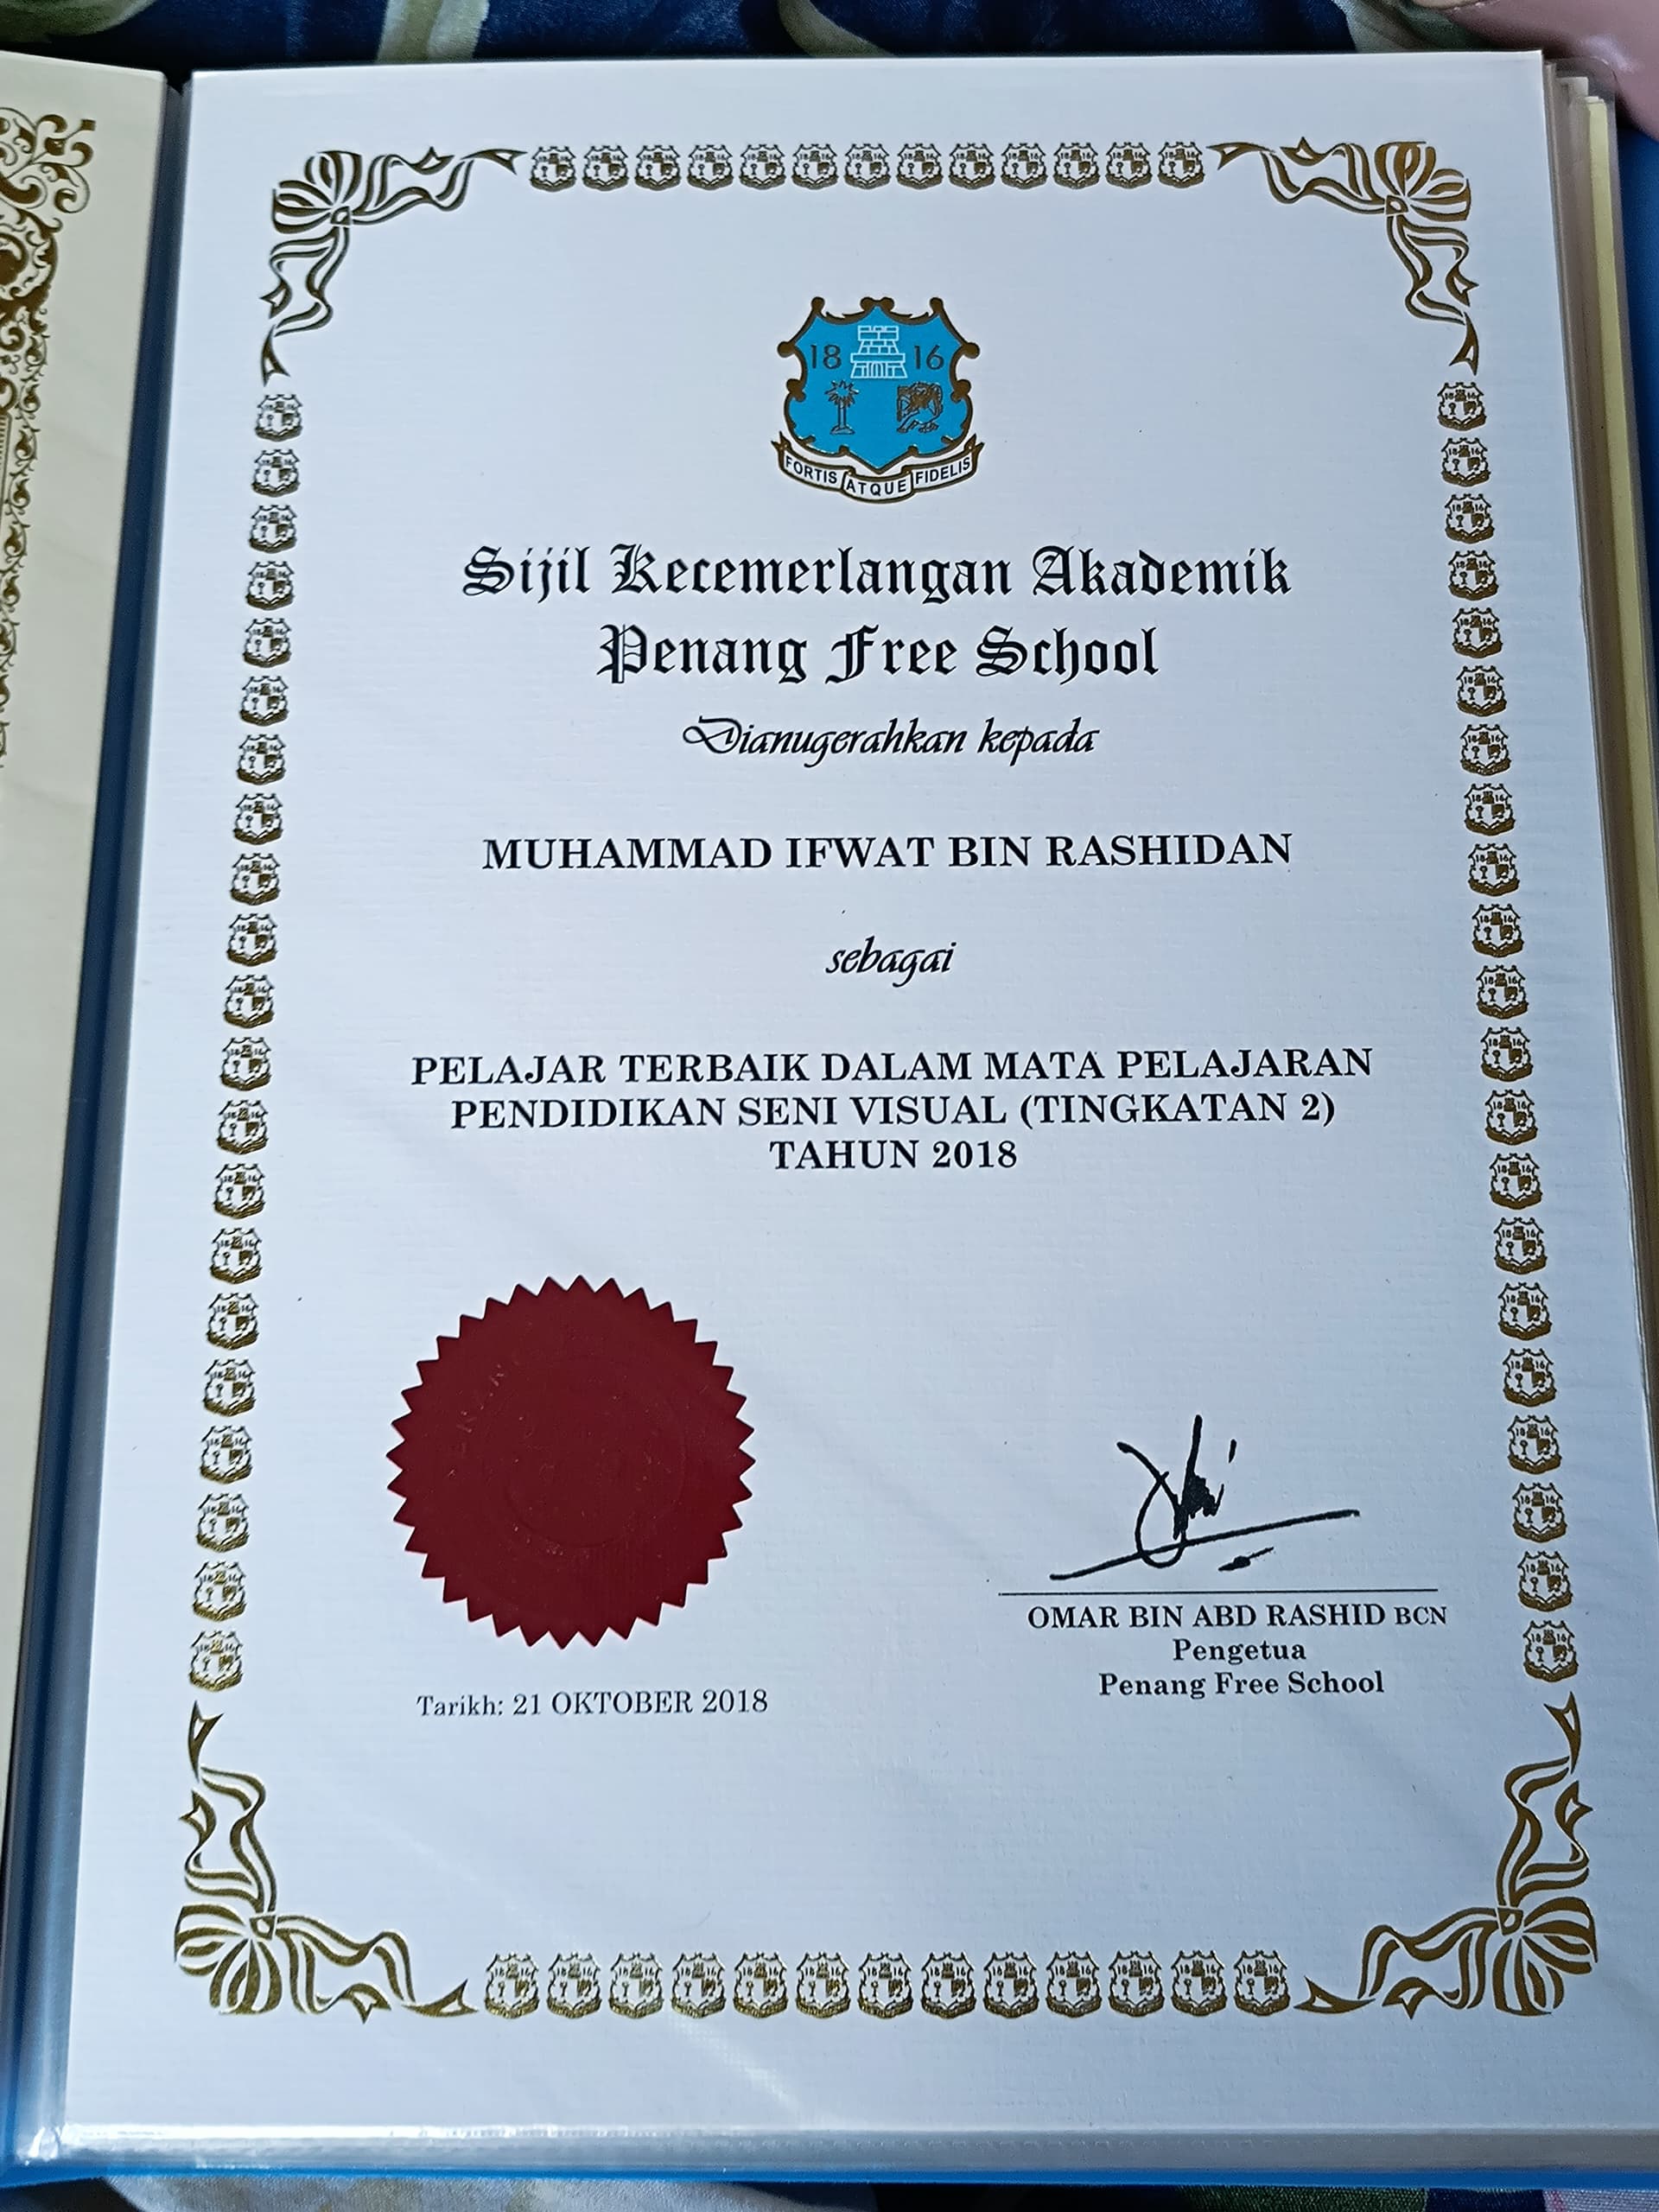 18 16
FORTIS ATQUE FIDELIS
Sijil Kecemerlangan Akademik
Penang Free School
Dianugerahkan kepada
MUHAMMAD IFWAT BIN RASHIDAN
sebagai
PELAJAR TERBAIK DALAM MATA PELAJARAN
PENDIDIKAN SENI VISUAL (TINGKATAN 2)
TAHUN 2018
OMAR BIN ABD RASHID BCN
Pengetua
Penang Free School
Tarikh: 21 OKTOBER 2018